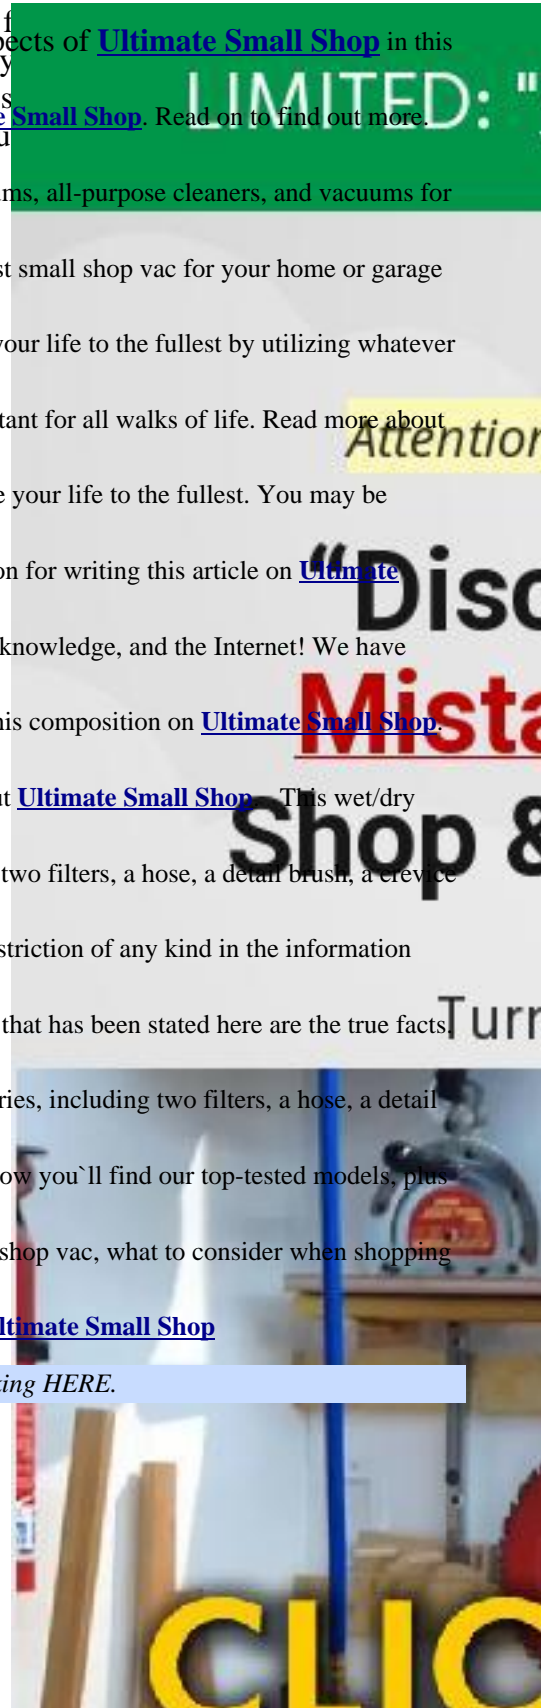 f
pects of Ultimate Small Shop in this
y
LIMITED: "
s
e Small Shop. Read on to find out more.
u
ms, all-purpose cleaners, and vacuums for
st small shop vac for your home or garage
your life to the fullest by utilizing whatever
tant for all walks of life. Read more about
Attention
e your life to the fullest. You may be
on for writing this article on Ultimate
“Disc
knowledge, and the Internet! We have
his composition on Ultimate Small Shop.
Mista
ut Ultimate Small Shop. This wet/dry
Shop &
two filters, a hose, a detail brush, a crevice
striction of any kind in the information
that has been stated here are the true facts.
Turn
ries, including two filters, a hose, a detail
ow you`ll find our top-tested models, plus
shop vac, what to consider when shopping
ltimate Small Shop
king HERE.
CLIC